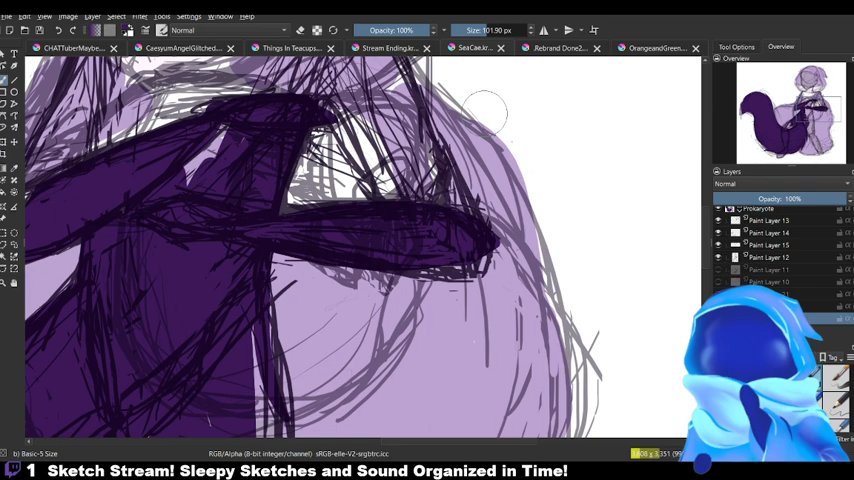 File Edit View Image Layer Select Filter Tools Settings Window Help
Normal Opacity: 100% Size: 101.90 px
CHATTuberMaybe... CaesyumAngelGlitched... Things In Teacups... Stream Ending.kr... SeaCae.kr... .Rebrand Done2... OrangeandGreen.
Tool Options Overview
Overview
Layers
Normal
Opacity: 100%
Prokaryote
Paint Layer 13
Paint Layer 14
Paint Layer 15
Paint Layer 12
Paint Layer 11
Paint Layer 10
Tag
b) Basic-5 Size RGB/Alpha (8-bit integer/channel) sRGB-elle-V2-srgbtrc.icc
1 Sketch Stream! Sleepy Sketches and Sound Organized in Time!